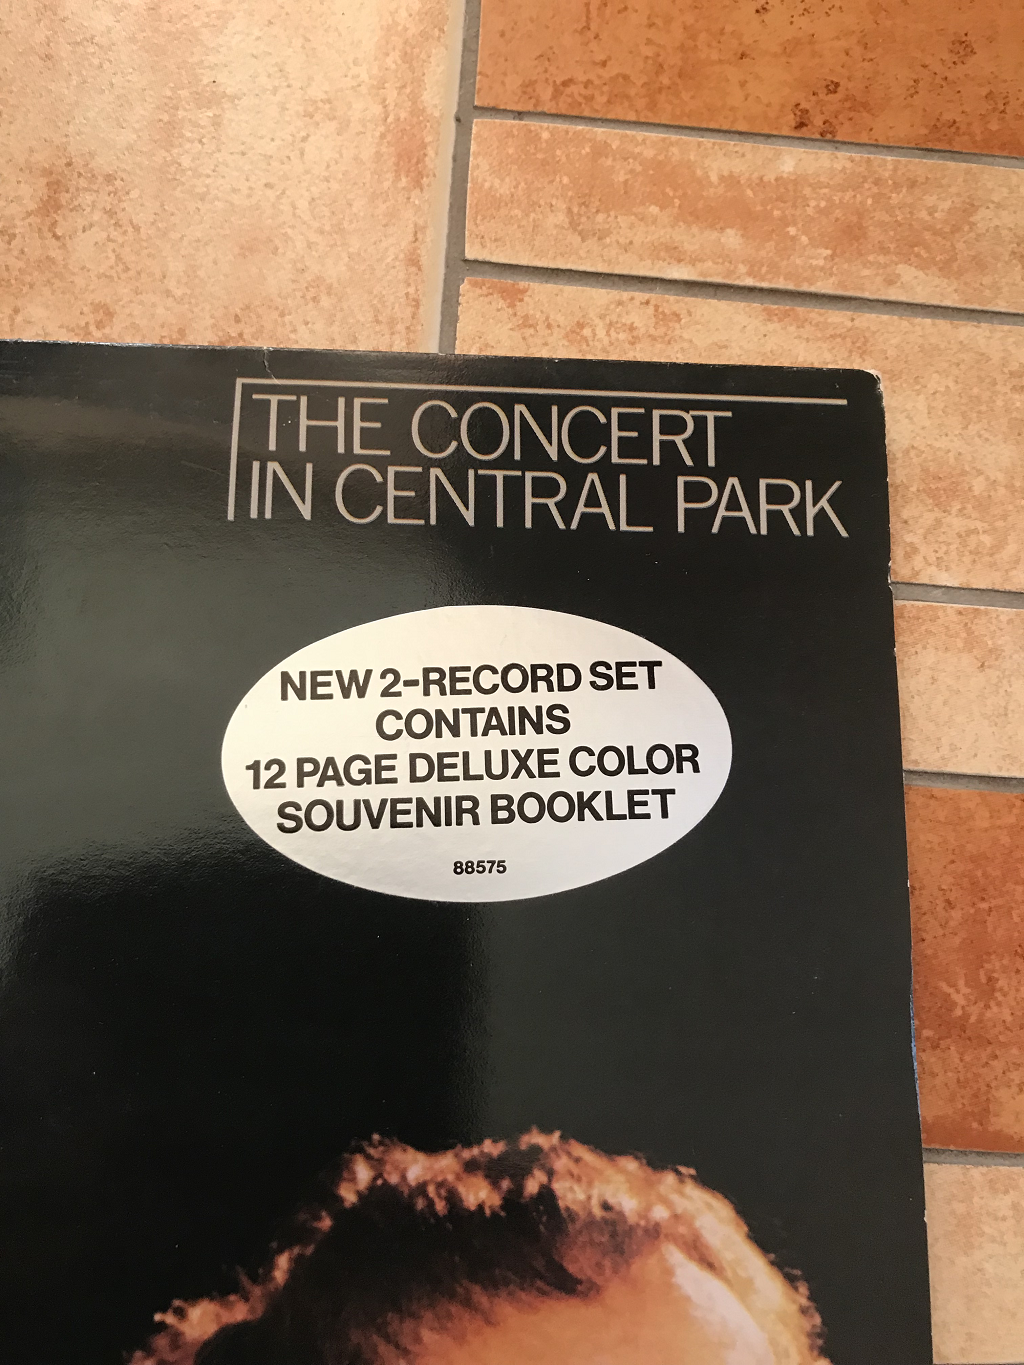 THE CONCERT
IN CENTRAL PARK
NEW 2-RECORD SET
CONTAINS
12 PAGE DELUXE COLOR
SOUVENIR BOOKLET
88575